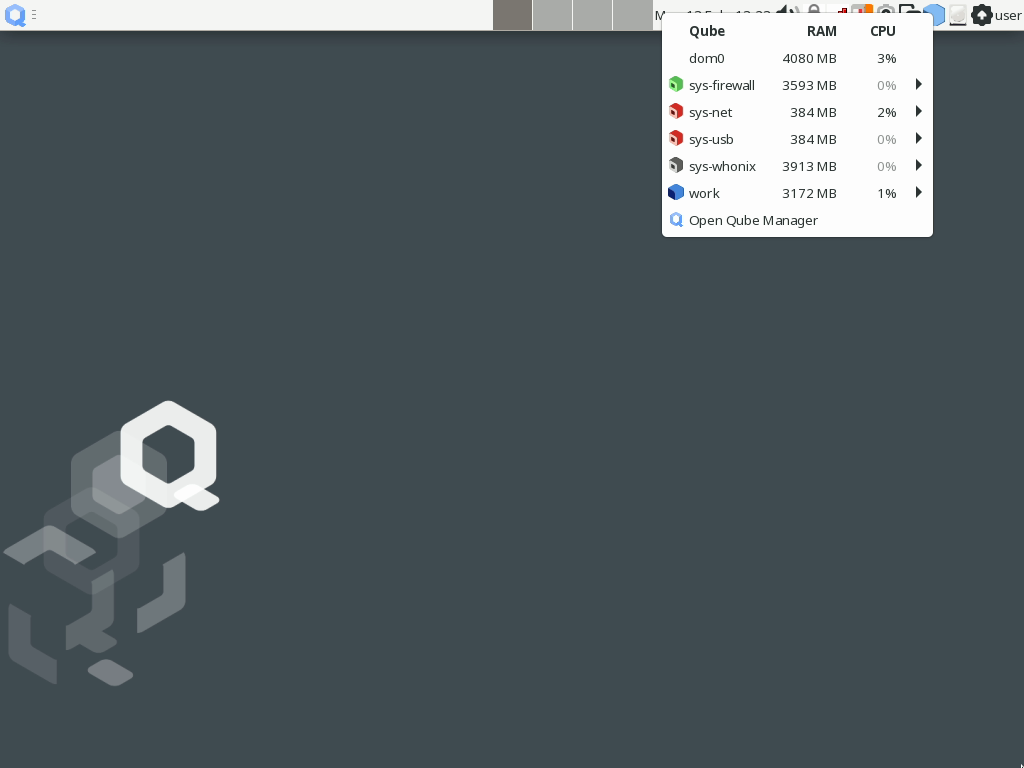 user
Qube RAM CPU
dom0 4080 MB 3%
sys-firewall 3593 MB 0%
sys-net 384 MB 2%
sys-usb 384 MB 0%
sys-whonix 3913 MB 0%
work 3172 MB 1%
Open Qube Manager